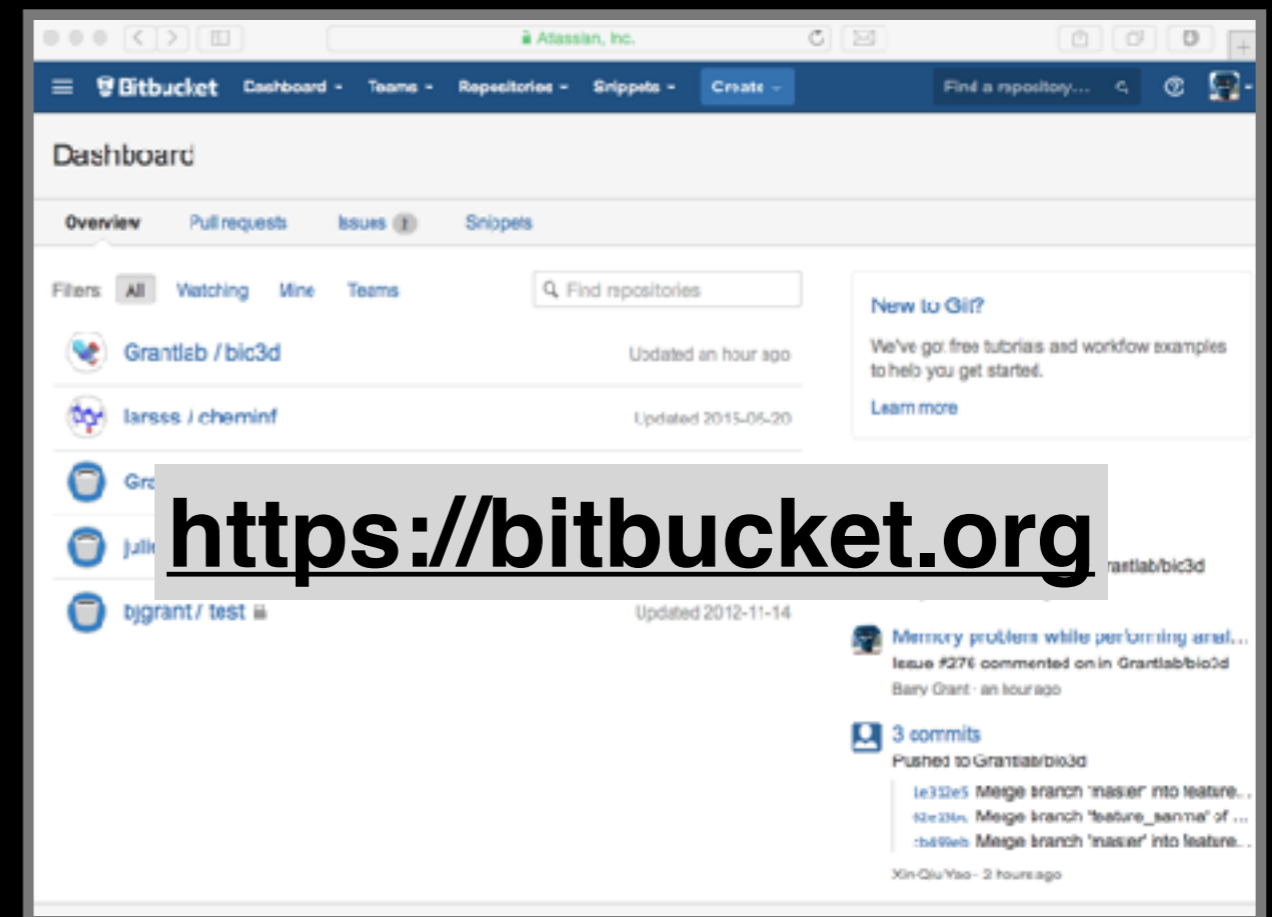 Atlassian, Inc.
Bitbucket Dashboard Teams Repositories Snippets Create Find a repository...
Dashboard
Overview Pull requests Issues Snippets
Filters: All Watching Mine Teams Find repositories
New to Git?
We've got free tutorials and workflow examples
to help you get started.
Learn more
Grantlab / bio3d Updated an hour ago
larsss / cheminf Updated 2015-05-20
https://bitbucket.org
bjgrant / test Updated 2012-11-14
Memory problem while performing anal...
Issue #276 commented on in Grantlab/bio3d
Barry Grant · an hour ago
3 commits
Pushed to Grantlab/bio3d
Merge branch 'master' into feature...
Merge branch 'feature_sanma' of ...
Merge branch 'master' into feature...
Xin-Qiu Yao · 2 hours ago